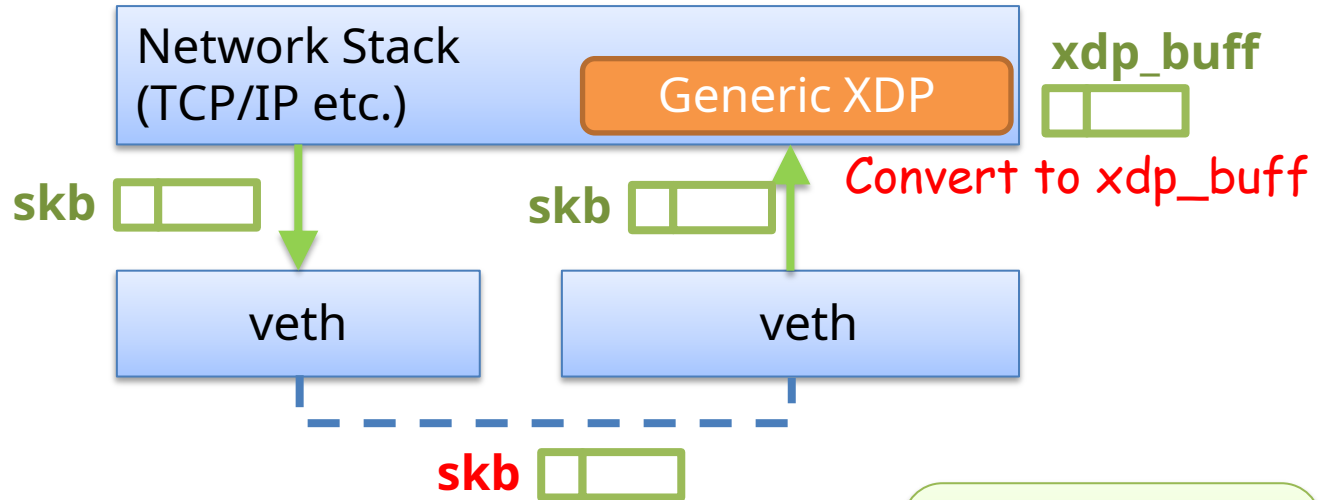 Network Stack
(TCP/IP etc.)
Generic XDP
xdp_buff
Convert to xdp_buff
skb
skb
veth
veth
skb